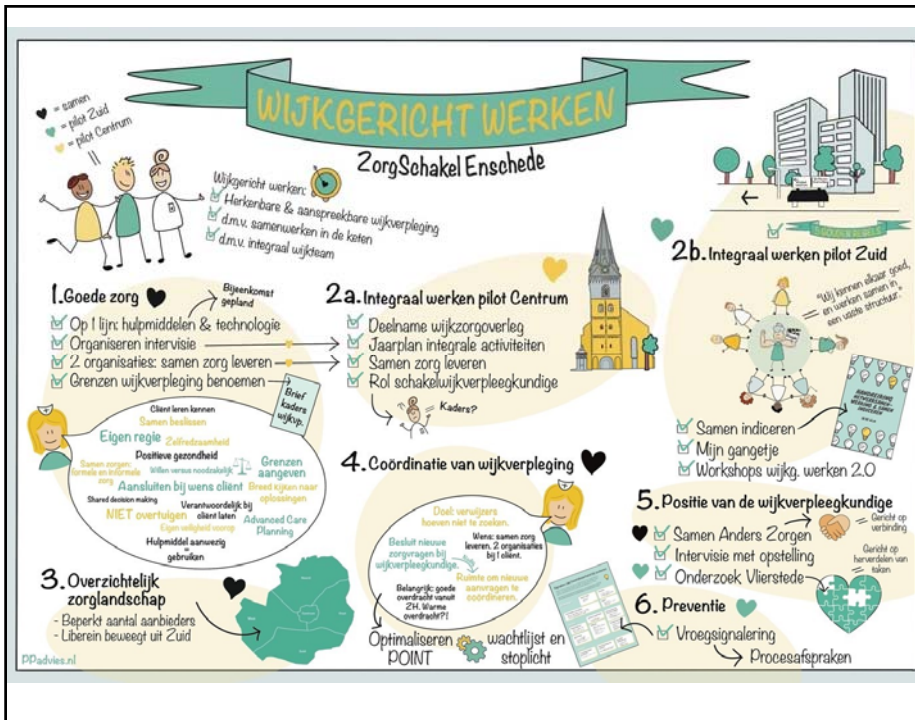 WIJKGERICHT WERKEN
ZorgSchakel Enschede
= samen
= pilot Zuid
= pilot Centrum
Wijkgericht werken:
Herkenbare & aanspreekbare wijkverpleging
d.m.v. samenwerken in de keten
d.m.v. integraal wijkteam
1. Goede zorg
Bijeenkomst
gepland
Op 1 lijn: hulpmiddelen & technologie
Organiseren intervisie
2 organisaties: samen zorg leveren
Grenzen wijkverpleging benoemen
Brief
kaders
wijkvp.
Cliënt leren kennen
Samen beslissen
Eigen regie
Zelfredzaamheid
Positieve gezondheid
Samen zorgen:
formele en informele
zorg
Willen versus noodzakelijk
Grenzen
aangeven
Aansluiten bij wens cliënt
Breed kijken naar
oplossingen
Shared decision making
Verantwoordelijk bij
cliënt laten
NIET overtuigen
Eigen veiligheid voorop
Advanced Care
Planning
Hulpmiddel aanwezig
=
gebruiken
2a. Integraal werken pilot Centrum
Deelname wijkzorgoverleg
Jaarplan integrale activiteiten
Samen zorg leveren
Rol schakelwijkverpleegkundige
Kaders?
2b. Integraal werken pilot Zuid
"Wij kennen elkaar goed,
en werken samen in
een vaste structuur."
Samen indiceren
Mijn gangetje
Workshops wijkg. werken 2.0
3. Overzichtelijk
zorglandschap
- Beperkt aantal aanbieders
- Liberein beweegt uit Zuid
4. Coördinatie van wijkverpleging
Doel: verwijzers
hoeven niet te zoeken.
Besluit nieuwe
zorgvragen bij
wijkverpleegkundige.
Wens: samen zorg
leveren. 2 organisaties
bij 1 cliënt.
Belangrijk: goede
overdracht vanuit
ZH. Warme
overdracht?!
Ruimte om nieuwe
aanvragen te
coördineren.
Optimaliseren
POINT
wachtlijst en
stoplicht
5. Positie van de wijkverpleegkundige
Samen Anders Zorgen
= Gericht op
verbinding
Intervisie met opstelling
Onderzoek Vlierstede
Gericht op
herverdelen van
taken
6. Preventie
Vroegsignalering
Procesafspraken
PPadvies.nl